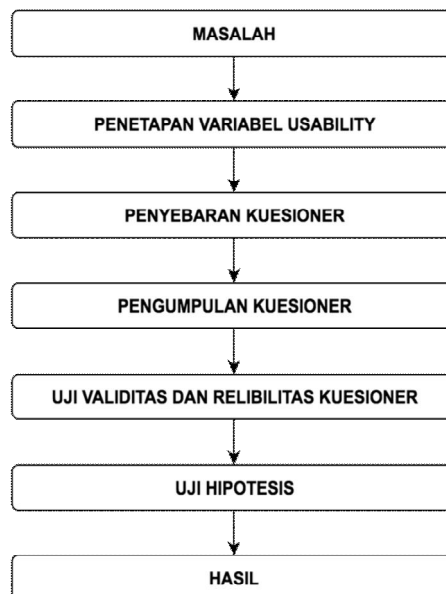 MASALAH
PENETAPAN VARIABEL USABILITY
PENYEBARAN KUESIONER
PENGUMPULAN KUESIONER
UJI VALIDITAS DAN RELIBILITAS KUESIONER
UJI HIPOTESIS
HASIL